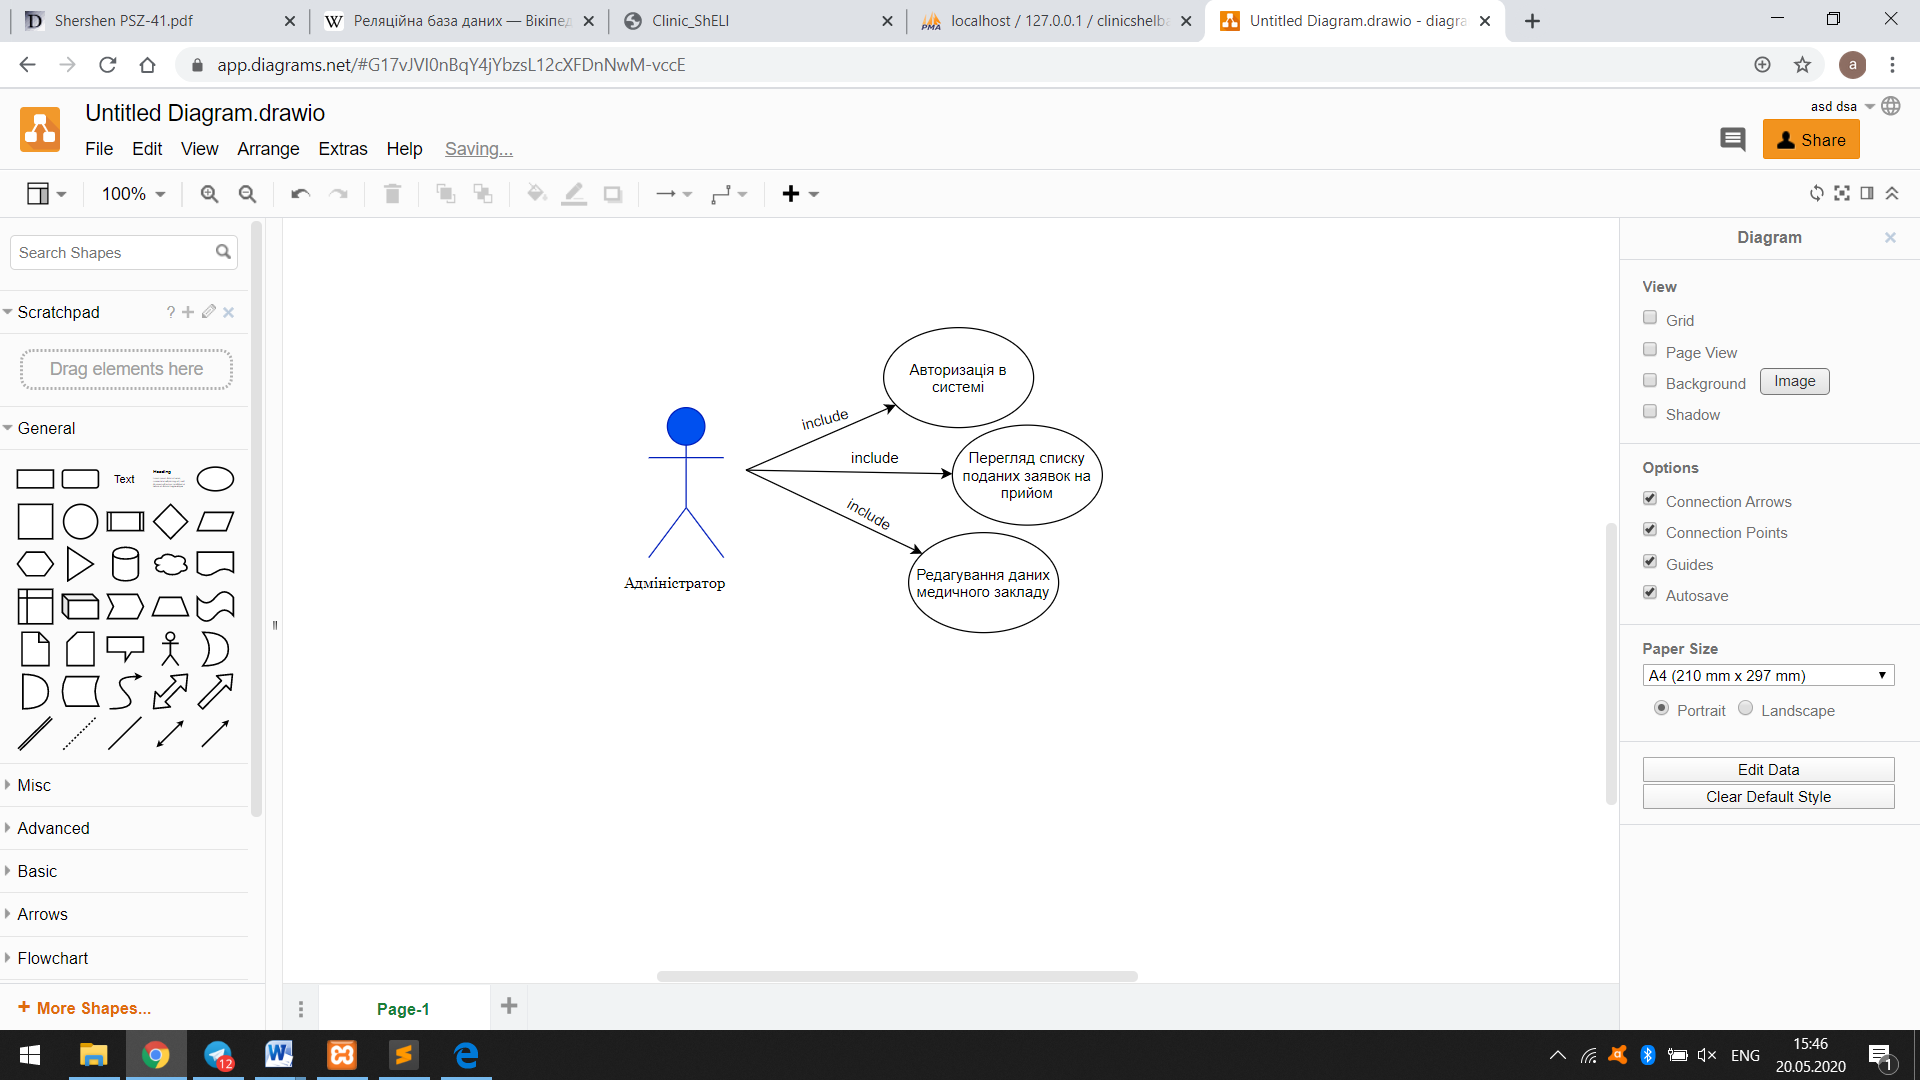 Shershen PSZ-41.pdf
Реляційна база даних — Вікіпед
Clinic_ShELI
localhost / 127.0.0.1 / clinicshelba
Untitled Diagram.drawio - diagra
app.diagrams.net/#G17vJVI0nBqY4jYbzsL12cXFDnNwM-vccE
a
Untitled Diagram.drawio
asd dsa
File Edit View Arrange Extras Help Saving...
Share
100%
Search Shapes
Scratchpad
?
Drag elements here
General
Text
Heading
Misc
Advanced
Basic
Arrows
Flowchart
+ More Shapes...
Авторизація в
системі
include
include
Перегляд списку
поданих заявок на
прийом
include
Редагування даних
медичного закладу
Адміністратор
Page-1
Diagram
View
Grid
Page View
Background
Image
Shadow
Options
Connection Arrows
Connection Points
Guides
Autosave
Paper Size
A4 (210 mm x 297 mm)
Portrait Landscape
Edit Data
Clear Default Style
12
ENG
15:46
20.05.2020
1